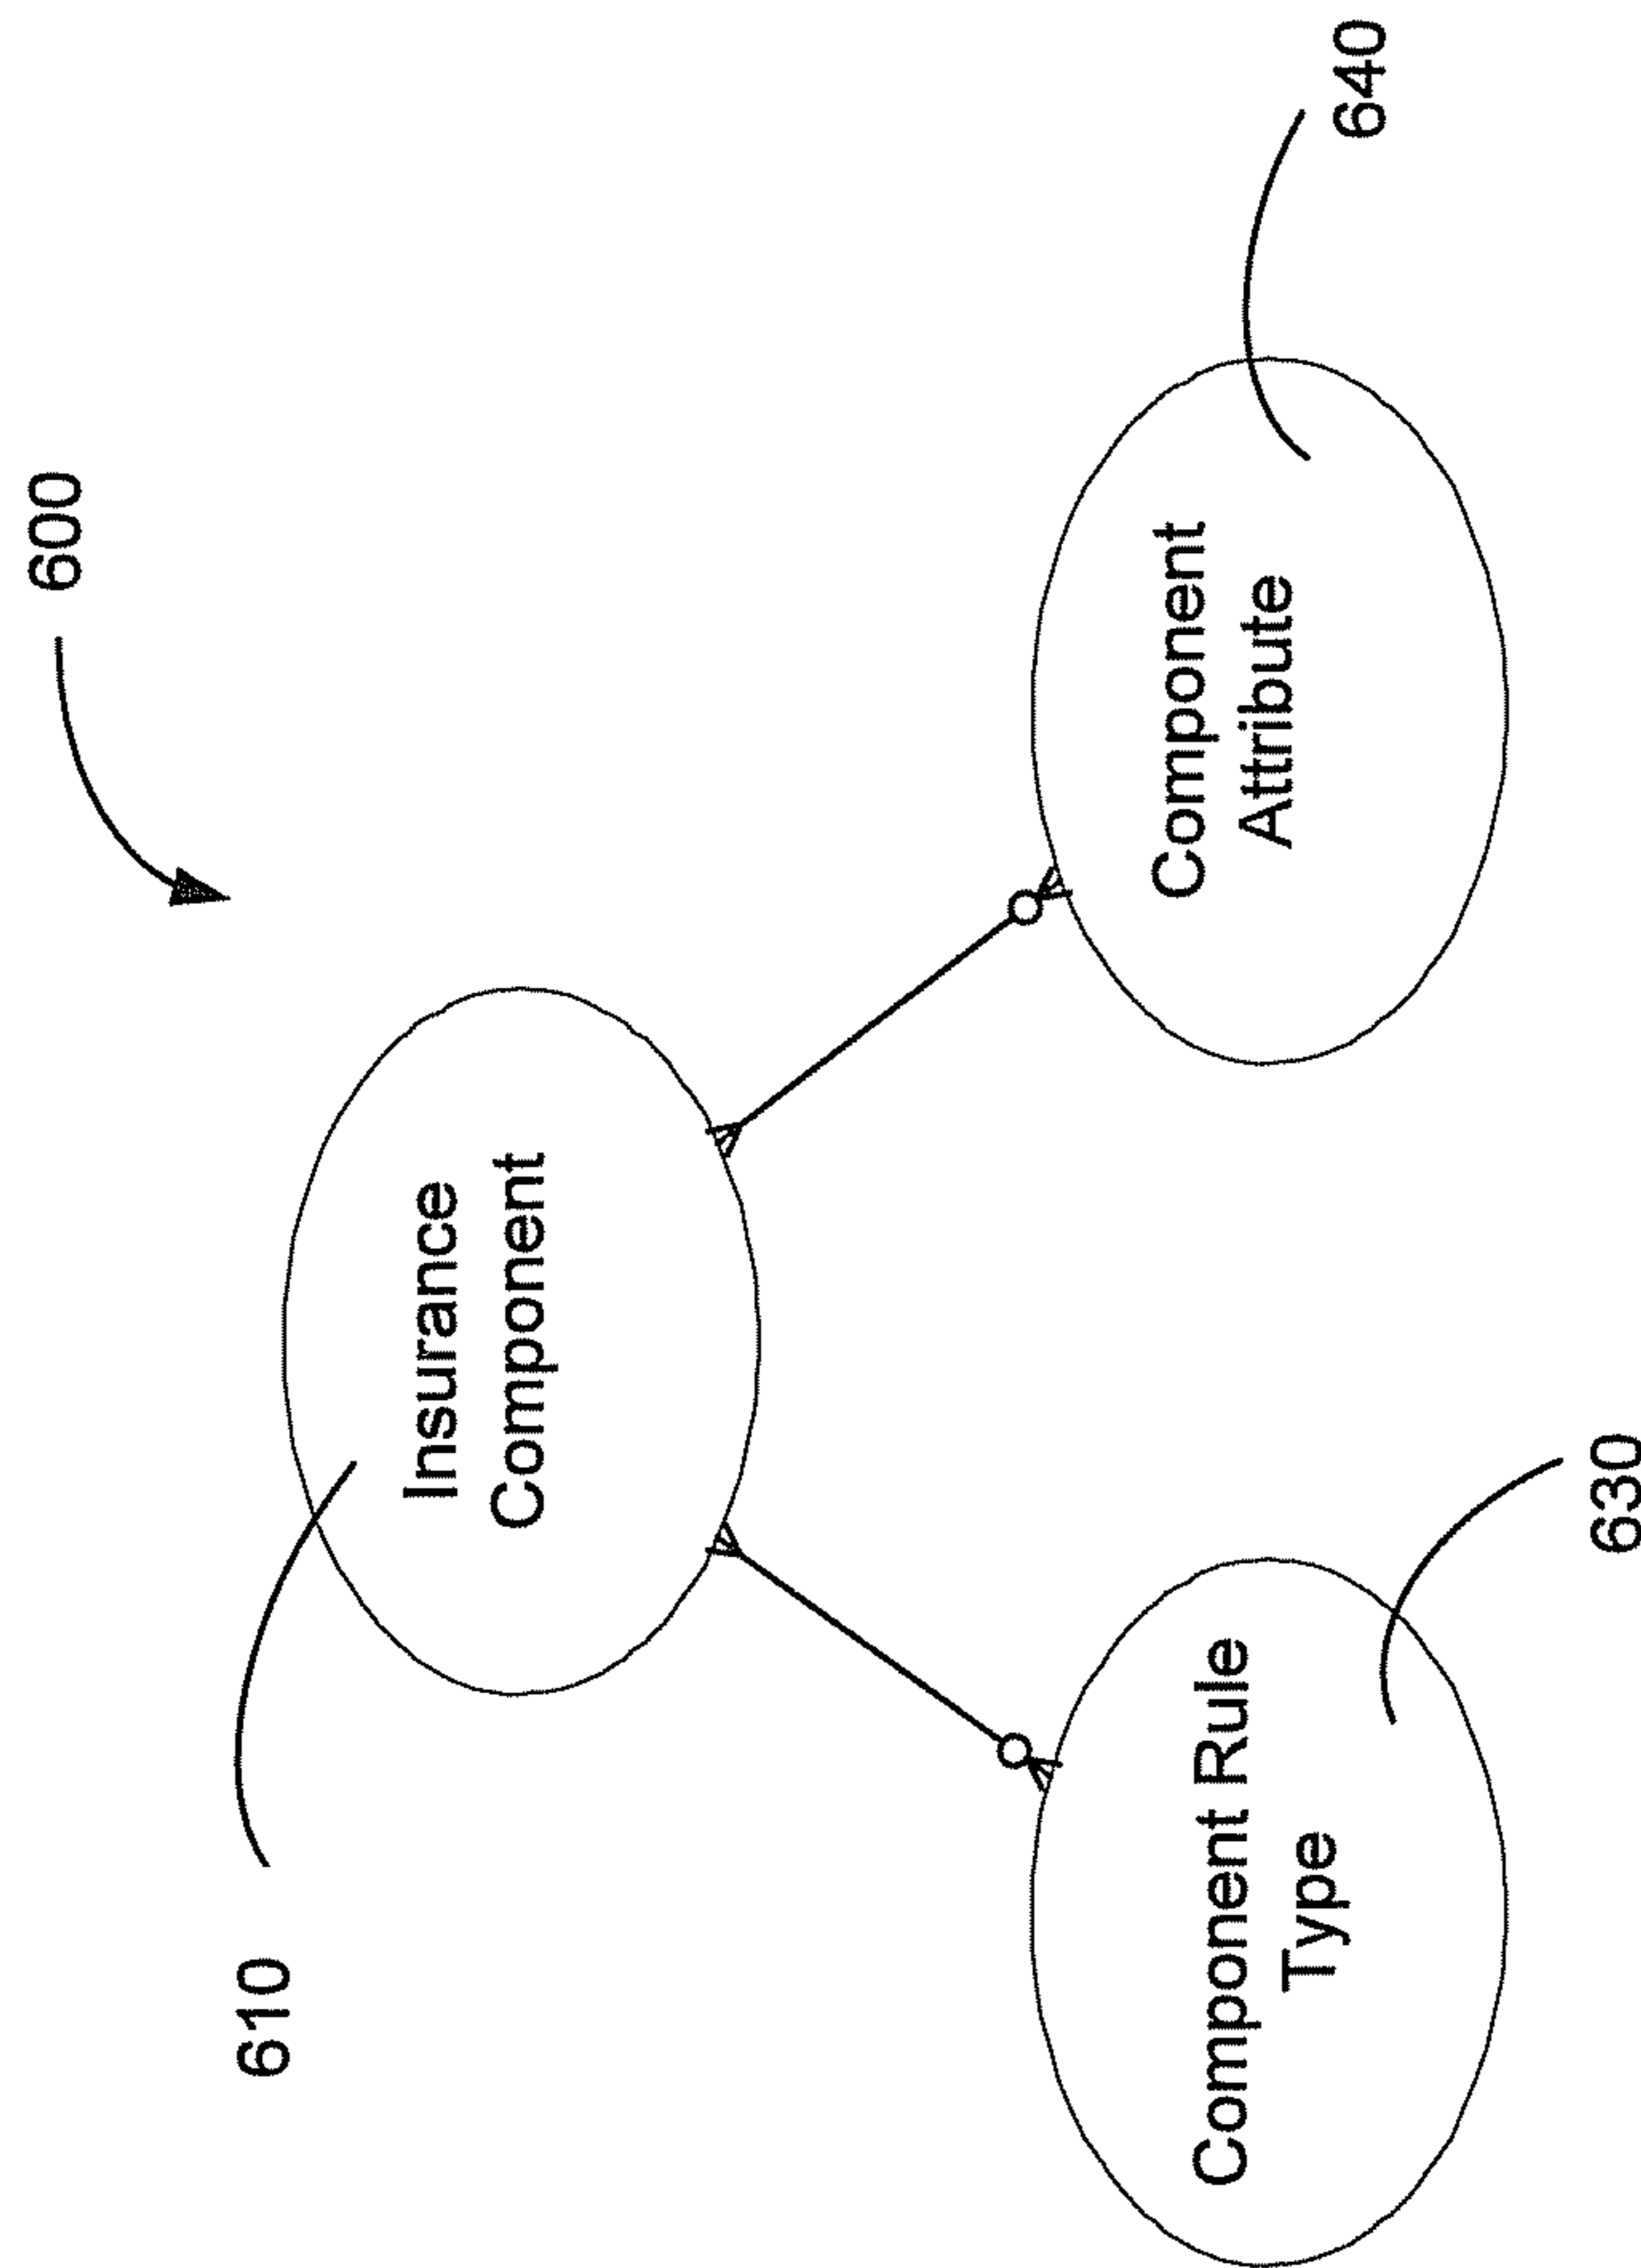 600
610
Insurance
Component
Component Rule
Type
630
Component
Attribute
640